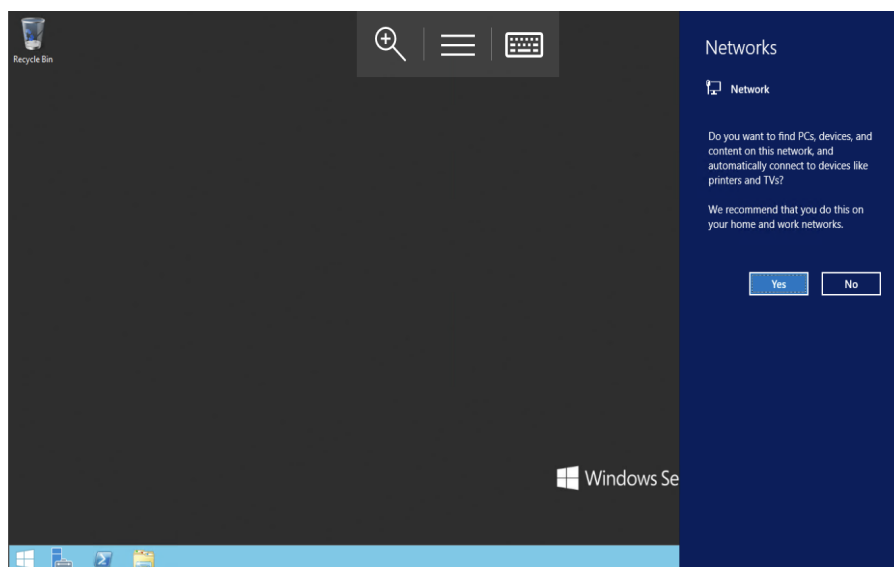 Recycle Bin
Networks
Network
Do you want to find PCs, devices, and
content on this network, and
automatically connect to devices like
printers and TVs?
We recommend that you do this on
your home and work networks.
Yes
No
Windows Se